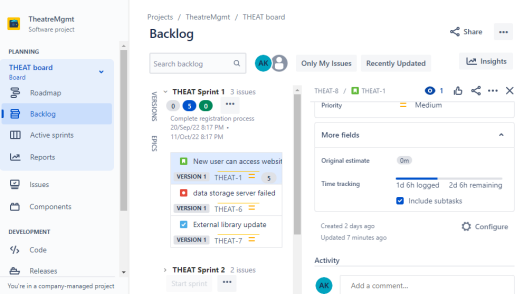 TheatreMgmt
Software project
PLANNING
THEAT board
Board
Roadmap
Backlog
Active sprints
Reports
Issues
Components
DEVELOPMENT
Code
Releases
You're in a company-managed project
Projects / TheatreMgmt / THEAT board
Backlog
Share
Search backlog
AK
Only My Issues
Recently Updated
Insights
VERSIONS
EPICS
THEAT Sprint 1 3 issues
0 5 0
Complete registration process
20/Sep/22 8:17 PM •
11/Oct/22 8:17 PM
New user can access websit
VERSION 1 THEAT-1 5
data storage server failed
VERSION 1 THEAT-6
External library update
VERSION 1 THEAT-7
THEAT Sprint 2 2 issues
Start sprint
THEAT-8 / THEAT-1
1
Priority
Medium
More fields
Original estimate
0m
Time tracking
1d 6h logged 2d 6h remaining
Include subtasks
Created 2 days ago
Updated 7 minutes ago
Configure
Activity
AK
Add a comment...